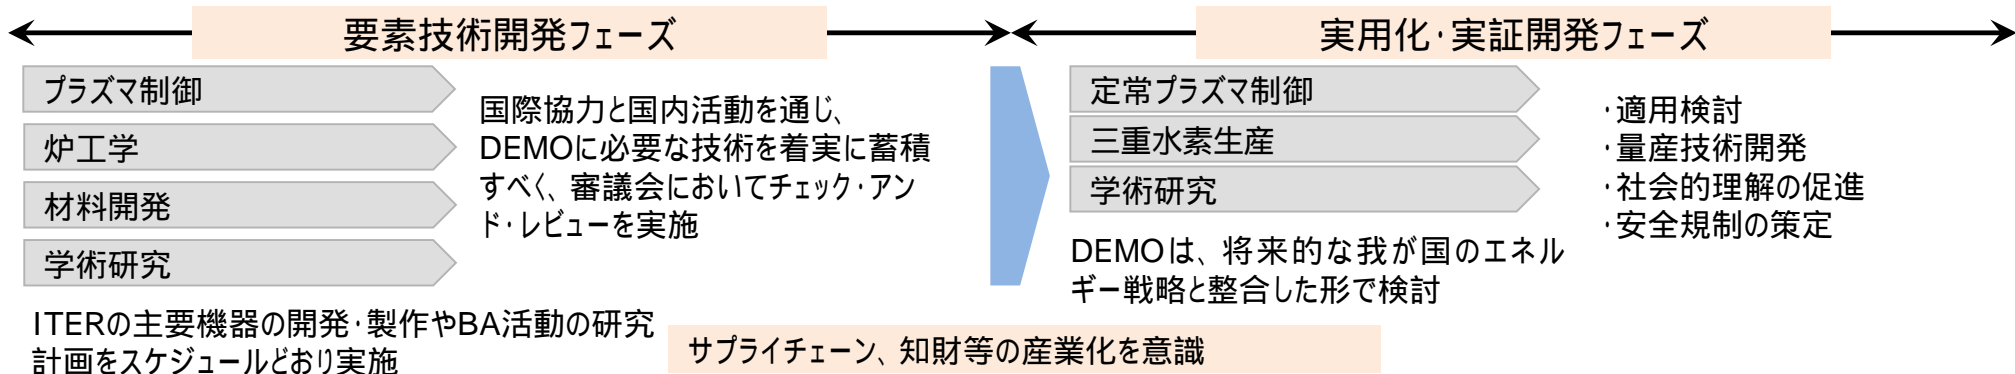 要素技術開発フェーズ
プラズマ制御
炉工学
材料開発
学術研究
国際協力と国内活動を通じ、
DEMOに必要な技術を着実に蓄積
すべく、審議会においてチェック・アン
ド・レビューを実施
ITERの主要機器の開発・製作やBA活動の研究
計画をスケジュールどおり実施
実用化・実証開発フェーズ
定常プラズマ制御
三重水素生産
学術研究
・適用検討
・量産技術開発
・社会的理解の促進
・安全規制の策定
DEMOは、将来的な我が国のエネル
ギー戦略と整合した形で検討
サプライチェーン、知財等の産業化を意識